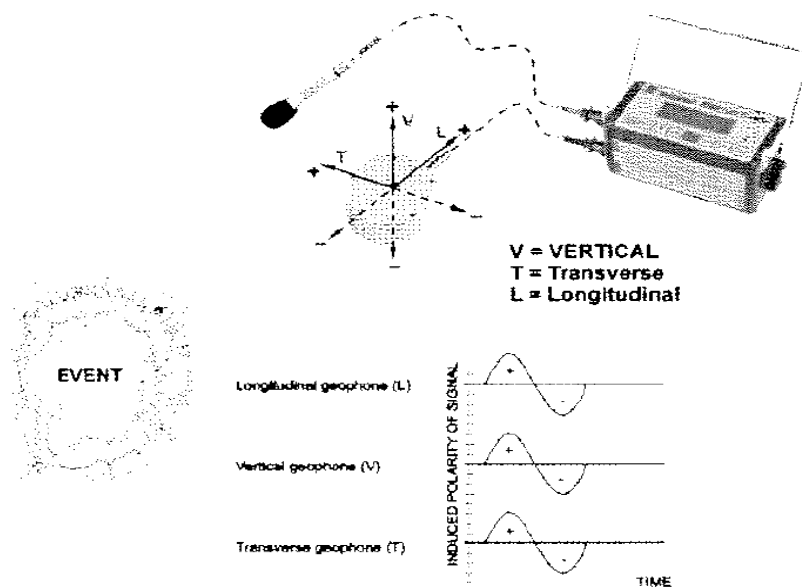 +
V
L
+
T
+
-
-
-
V = VERTICAL
T = Transverse
L = Longitudinal
EVENT
INDUCED POLARITY OF SIGNAL
Longitudinal geophone (L)
+
-
Vertical geophone (V)
+
-
Transverse geophone (T)
+
-
TIME